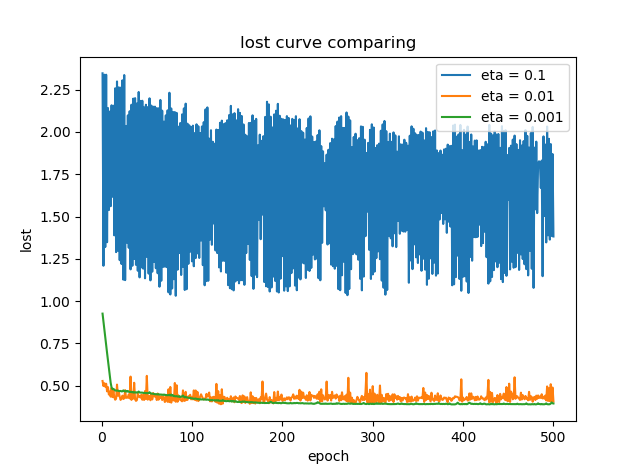 lost curve comparing
eta = 0.1
eta = 0.01
eta = 0.001
lost
2.25
2.00
1.75
1.50
1.25
1.00
0.75
0.50
0 100 200 300 400 500
epoch